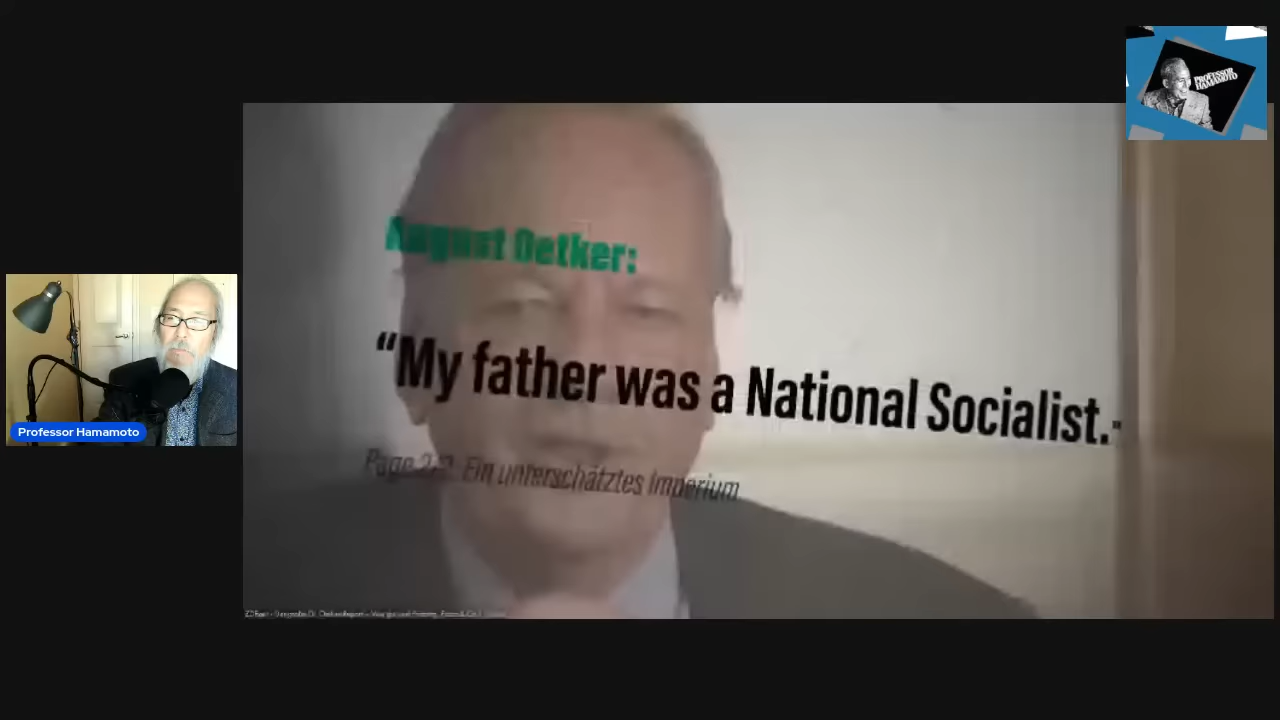 PROFESSOR
HAMAMOTO
August Oetker:
“My father was a National Socialist.”
Page 2 Ein unterschätztes Imperium
Professor Hamamoto